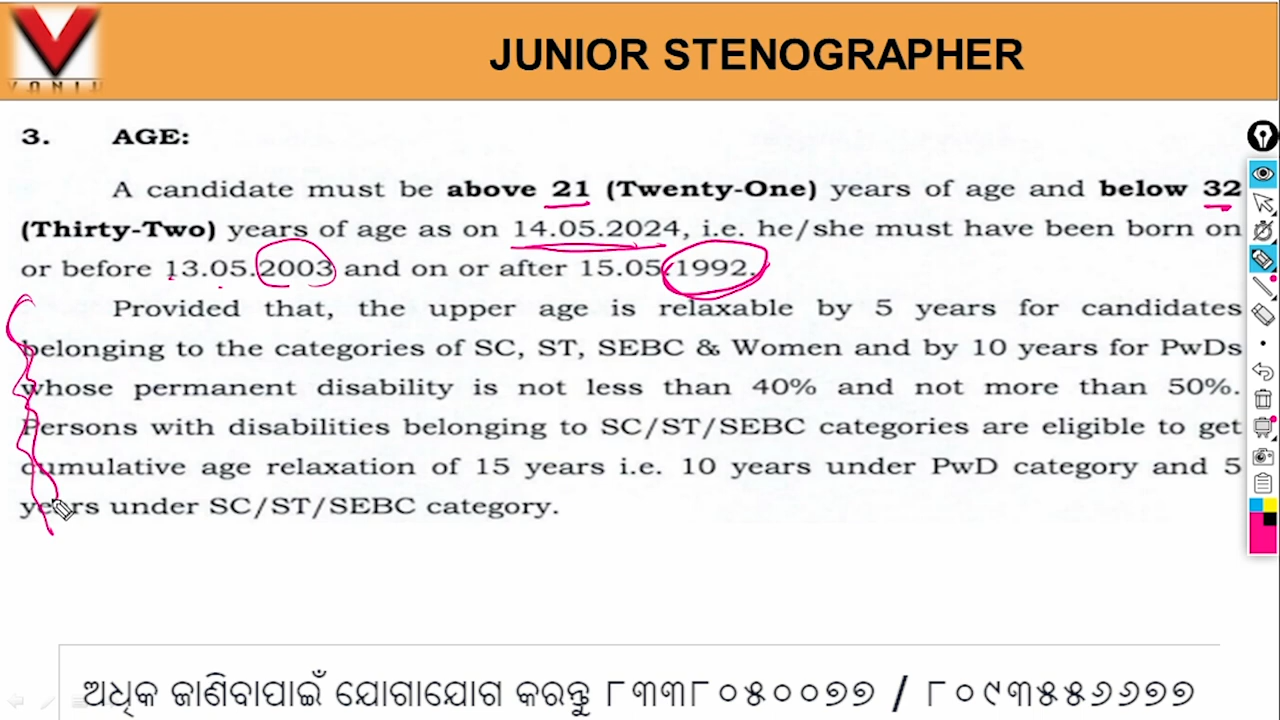 VANIJ
JUNIOR STENOGRAPHER
3. AGE:
A candidate must be above 21 (Twenty-One) years of age and below 32
(Thirty-Two) years of age as on 14.05.2024, i.e. he/she must have been born on
or before 13.05.2003 and on or after 15.05.1992.
Provided that, the upper age is relaxable by 5 years for candidates
belonging to the categories of SC, ST, SEBC & Women and by 10 years for PwDs
whose permanent disability is not less than 40% and not more than 50%.
Persons with disabilities belonging to SC/ST/SEBC categories are eligible to get
cumulative age relaxation of 15 years i.e. 10 years under PwD category and 5
years under SC/ST/SEBC category.
ଅଧିକ ଜାଣିବାପାଇଁ ଯୋଗାଯୋଗ କରନ୍ତୁ ୮୩୩୮୦୫୦୦୭୭ / ୮୦୯୩୫୫୬୬୭୭